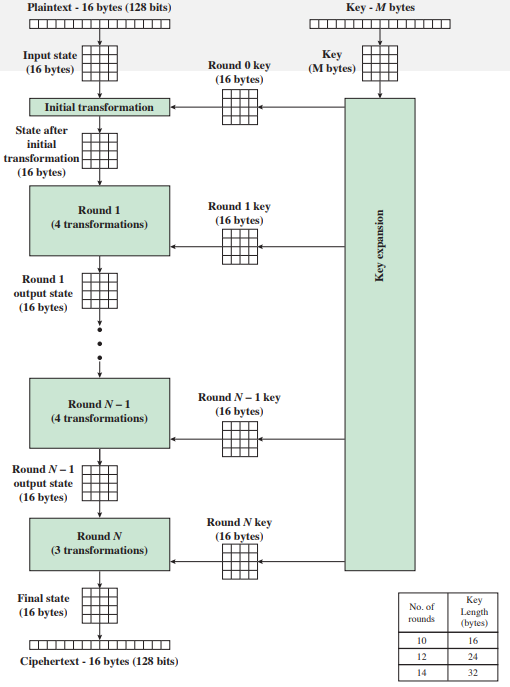 Plaintext - 16 bytes (128 bits)
Key - M bytes
Input state
(16 bytes)
Round 0 key
(16 bytes)
Key
(M bytes)
Initial transformation
State after
initial
transformation
(16 bytes)
Round 1
(4 transformations)
Round 1 key
(16 bytes)
Key expansion
Round 1
output state
(16 bytes)
Round N – 1
(4 transformations)
Round N – 1 key
(16 bytes)
Round N – 1
output state
(16 bytes)
Round N
(3 transformations)
Round N key
(16 bytes)
Final state
(16 bytes)
No. of
rounds
Key
Length
(bytes)
10 16
12 24
14 32
Cipehertext - 16 bytes (128 bits)